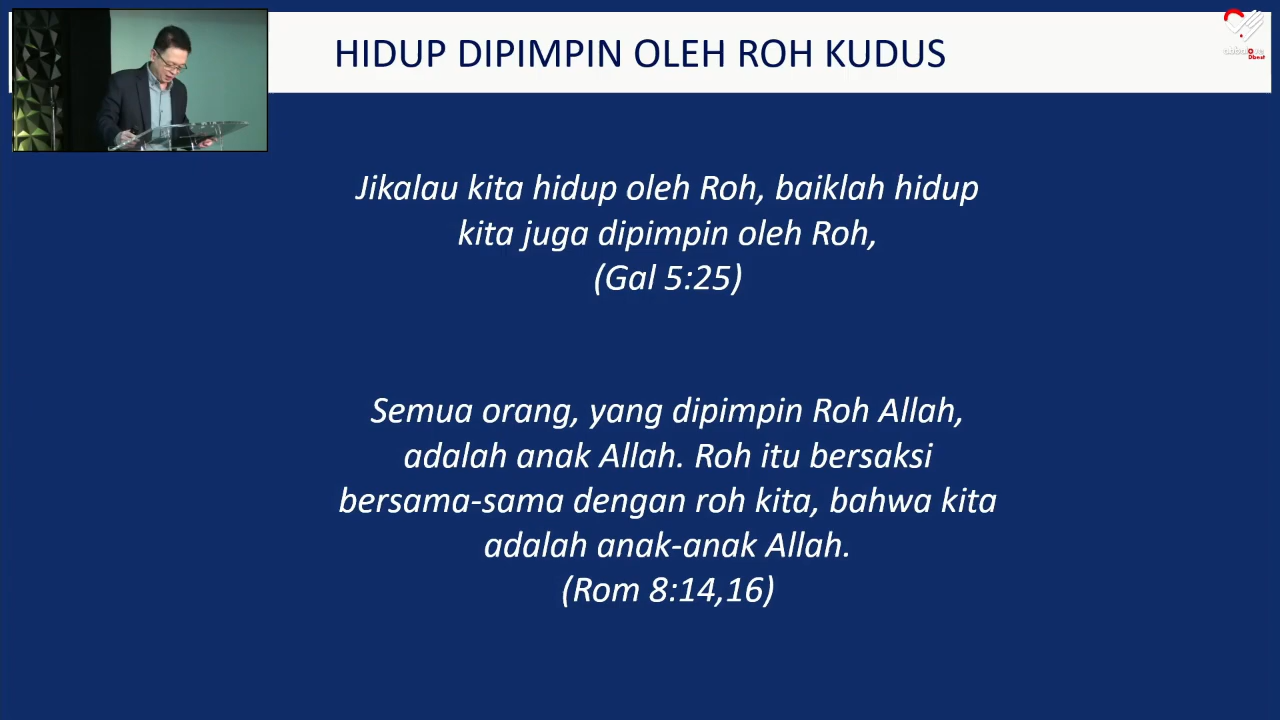 HIDUP DIPIMPIN OLEH ROH KUDUS
Jikalau kita hidup oleh Roh, baiklah hidup
kita juga dipimpin oleh Roh,
(Gal 5:25)
Semua orang, yang dipimpin Roh Allah,
adalah anak Allah. Roh itu bersaksi
bersama-sama dengan roh kita, bahwa kita
adalah anak-anak Allah.
(Rom 8:14,16)